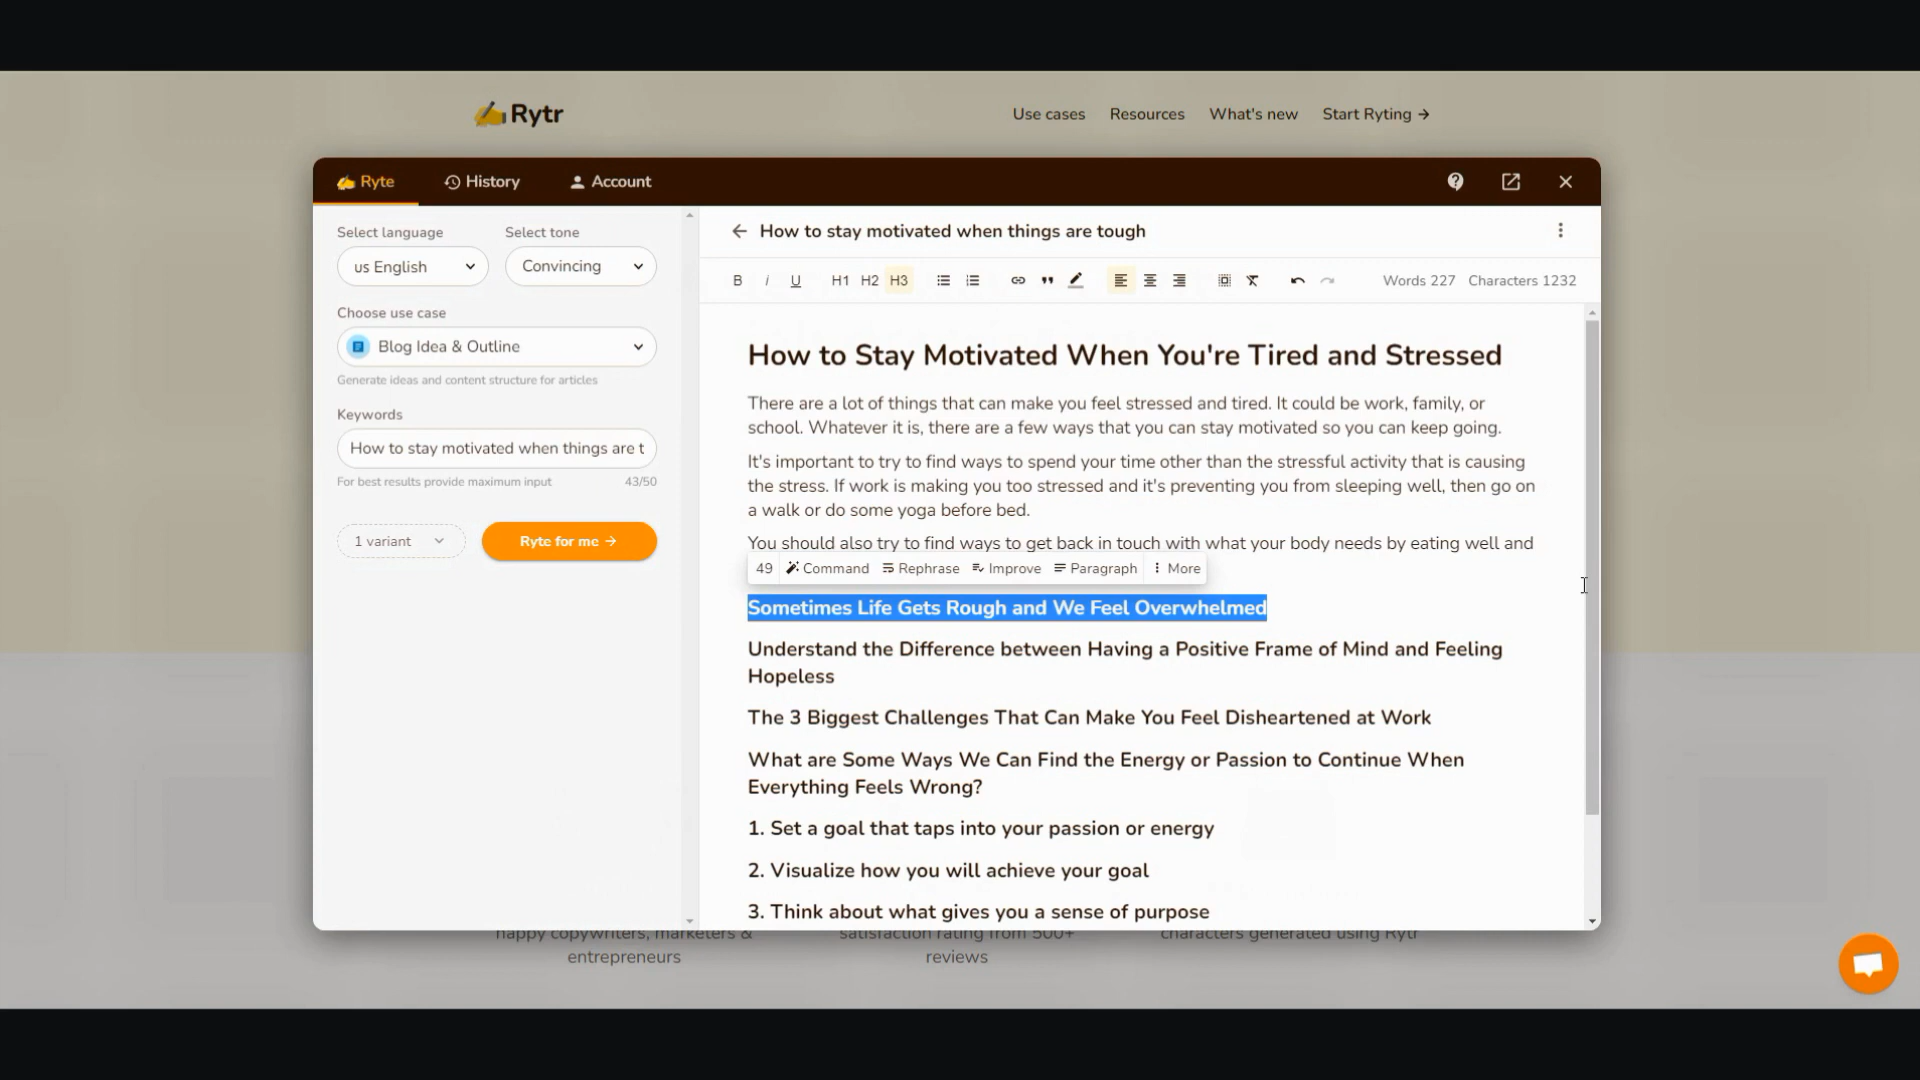 Rytr
Use cases Resources What's new Start Ryting →
Ryte History Account
Select language Select tone
us English Convincing
Choose use case
Blog Idea & Outline
Generate ideas and content structure for articles
Keywords
How to stay motivated when things are t
For best results provide maximum input 43/50
1 variant Ryte for me →
How to stay motivated when things are tough
B i U H1 H2 H3 Words 227 Characters 1232
How to Stay Motivated When You're Tired and Stressed
There are a lot of things that can make you feel stressed and tired. It could be work, family, or
school. Whatever it is, there are a few ways that you can stay motivated so you can keep going.
It's important to try to find ways to spend your time other than the stressful activity that is causing
the stress. If work is making you too stressed and it's preventing you from sleeping well, then go on
a walk or do some yoga before bed.
You should also try to find ways to get back in touch with what your body needs by eating well and
49 Command Rephrase Improve Paragraph More
Sometimes Life Gets Rough and We Feel Overwhelmed
Understand the Difference between Having a Positive Frame of Mind and Feeling
Hopeless
The 3 Biggest Challenges That Can Make You Feel Disheartened at Work
What are Some Ways We Can Find the Energy or Passion to Continue When
Everything Feels Wrong?
1. Set a goal that taps into your passion or energy
2. Visualize how you will achieve your goal
3. Think about what gives you a sense of purpose
happy copywriters, marketers & satisfaction rating from 500+ characters generated using Rytr
entrepreneurs reviews